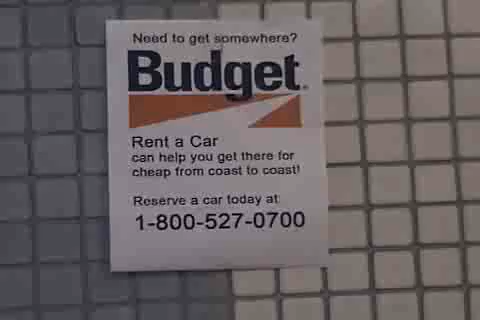 Need to get somewhere?
Budget
Rent a Car
can help you get there for
cheap from coast to coast!
Reserve a car today at:
1-800-527-0700